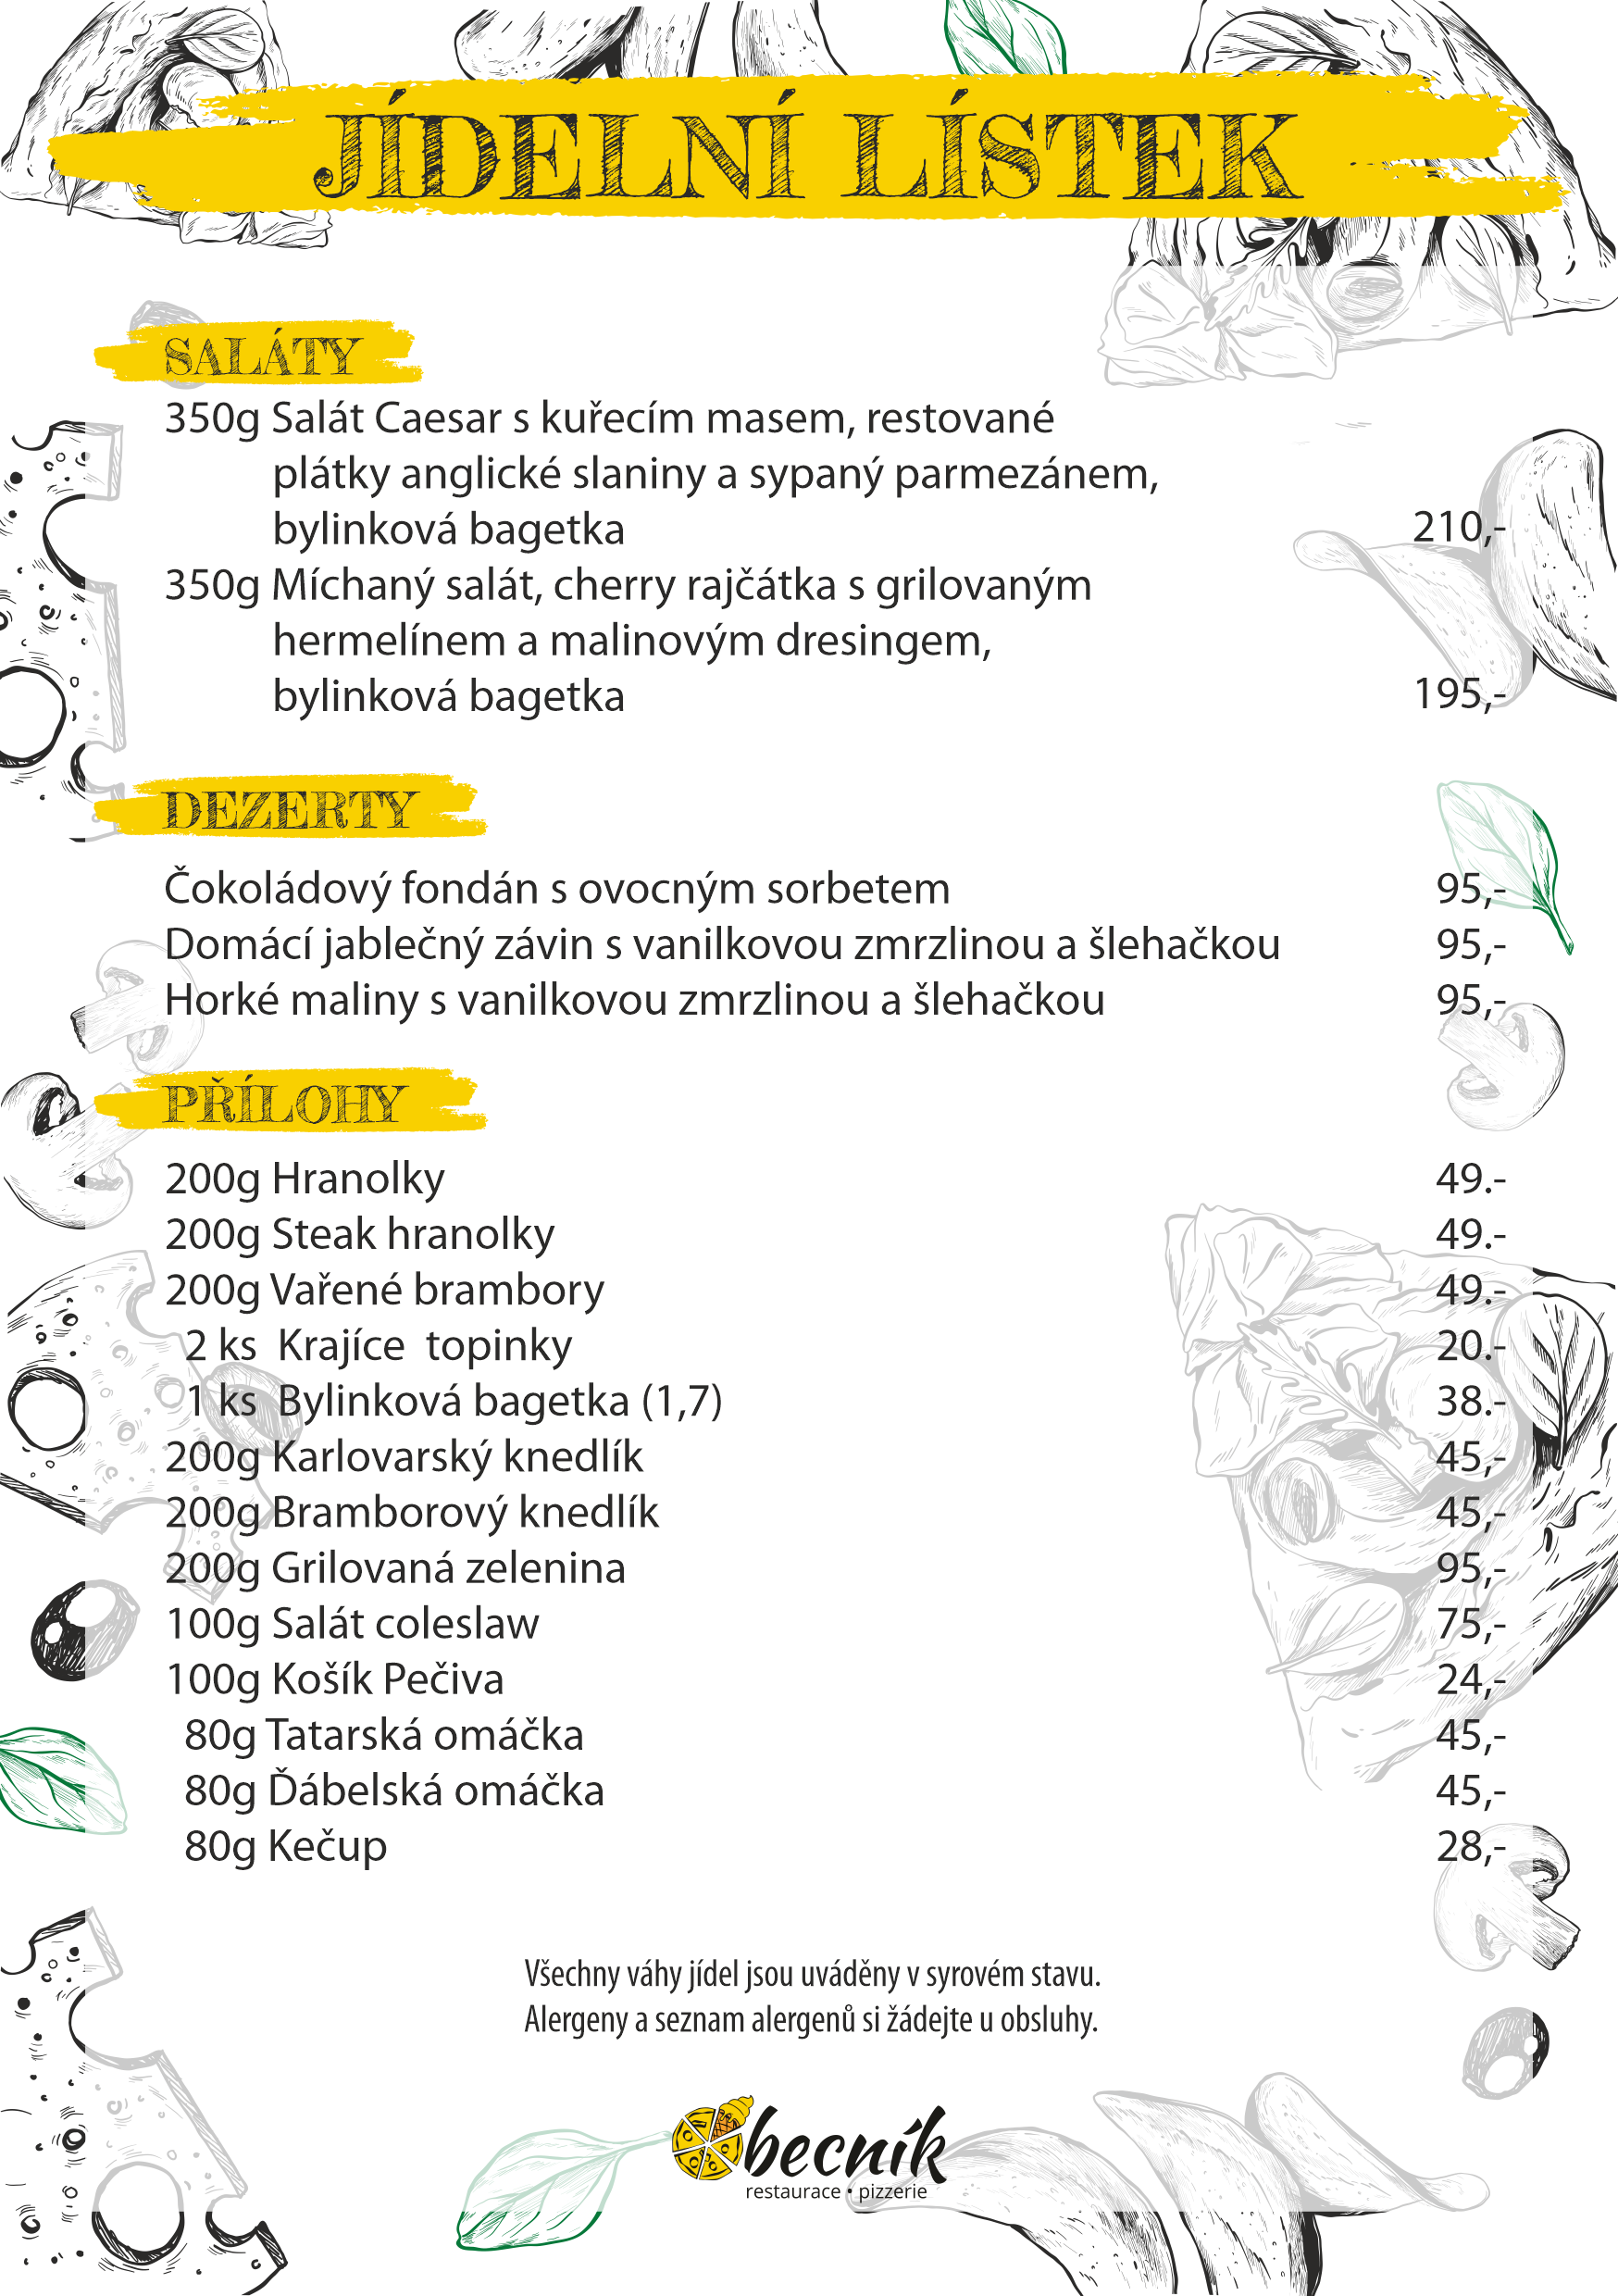 JÍDELNÍ LÍSTEK
SALÁTY
350g Salát Caesar s kuřecím masem, restované
plátky anglické slaniny a sypaný parmezánem,
bylinková bagetka 210,-
350g Míchaný salát, cherry rajčátka s grilovaným
hermelínem a malinovým dresingem,
bylinková bagetka 195,-
DEZERTY
Čokoládový fondán s ovocným sorbetem 95,-
Domácí jablečný závin s vanilkovou zmrzlinou a šlehačkou 95,-
Horké maliny s vanilkovou zmrzlinou a šlehačkou 95,-
PŘÍLOHY
200g Hranolky 49.-
200g Steak hranolky 49.-
200g Vařené brambory 49.-
2 ks Krajíce topinky 20.-
1 ks Bylinková bagetka (1,7) 38.-
200g Karlovarský knedlík 45,-
200g Bramborový knedlík 45,-
200g Grilovaná zelenina 95,-
100g Salát coleslaw 75,-
100g Košík Pečiva 24,-
80g Tatarská omáčka 45,-
80g Ďábelská omáčka 45,-
80g Kečup 28,-
Všechny váhy jídel jsou uváděny v syrovém stavu.
Alergeny a seznam alergenů si žádejte u obsluhy.
becník
restaurace • pizzerie